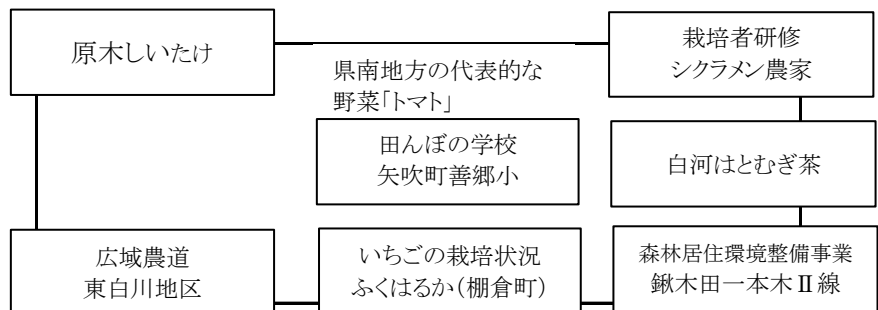 原木しいたけ
県南地方の代表的な
野菜「トマト」
栽培者研修
シクラメン農家
田んぼの学校
矢吹町善郷小
白河はとむぎ茶
広域農道
東白川地区
いちごの栽培状況
ふくはるか（棚倉町）
森林居住環境整備事業
鍬木田一本木Ⅱ線